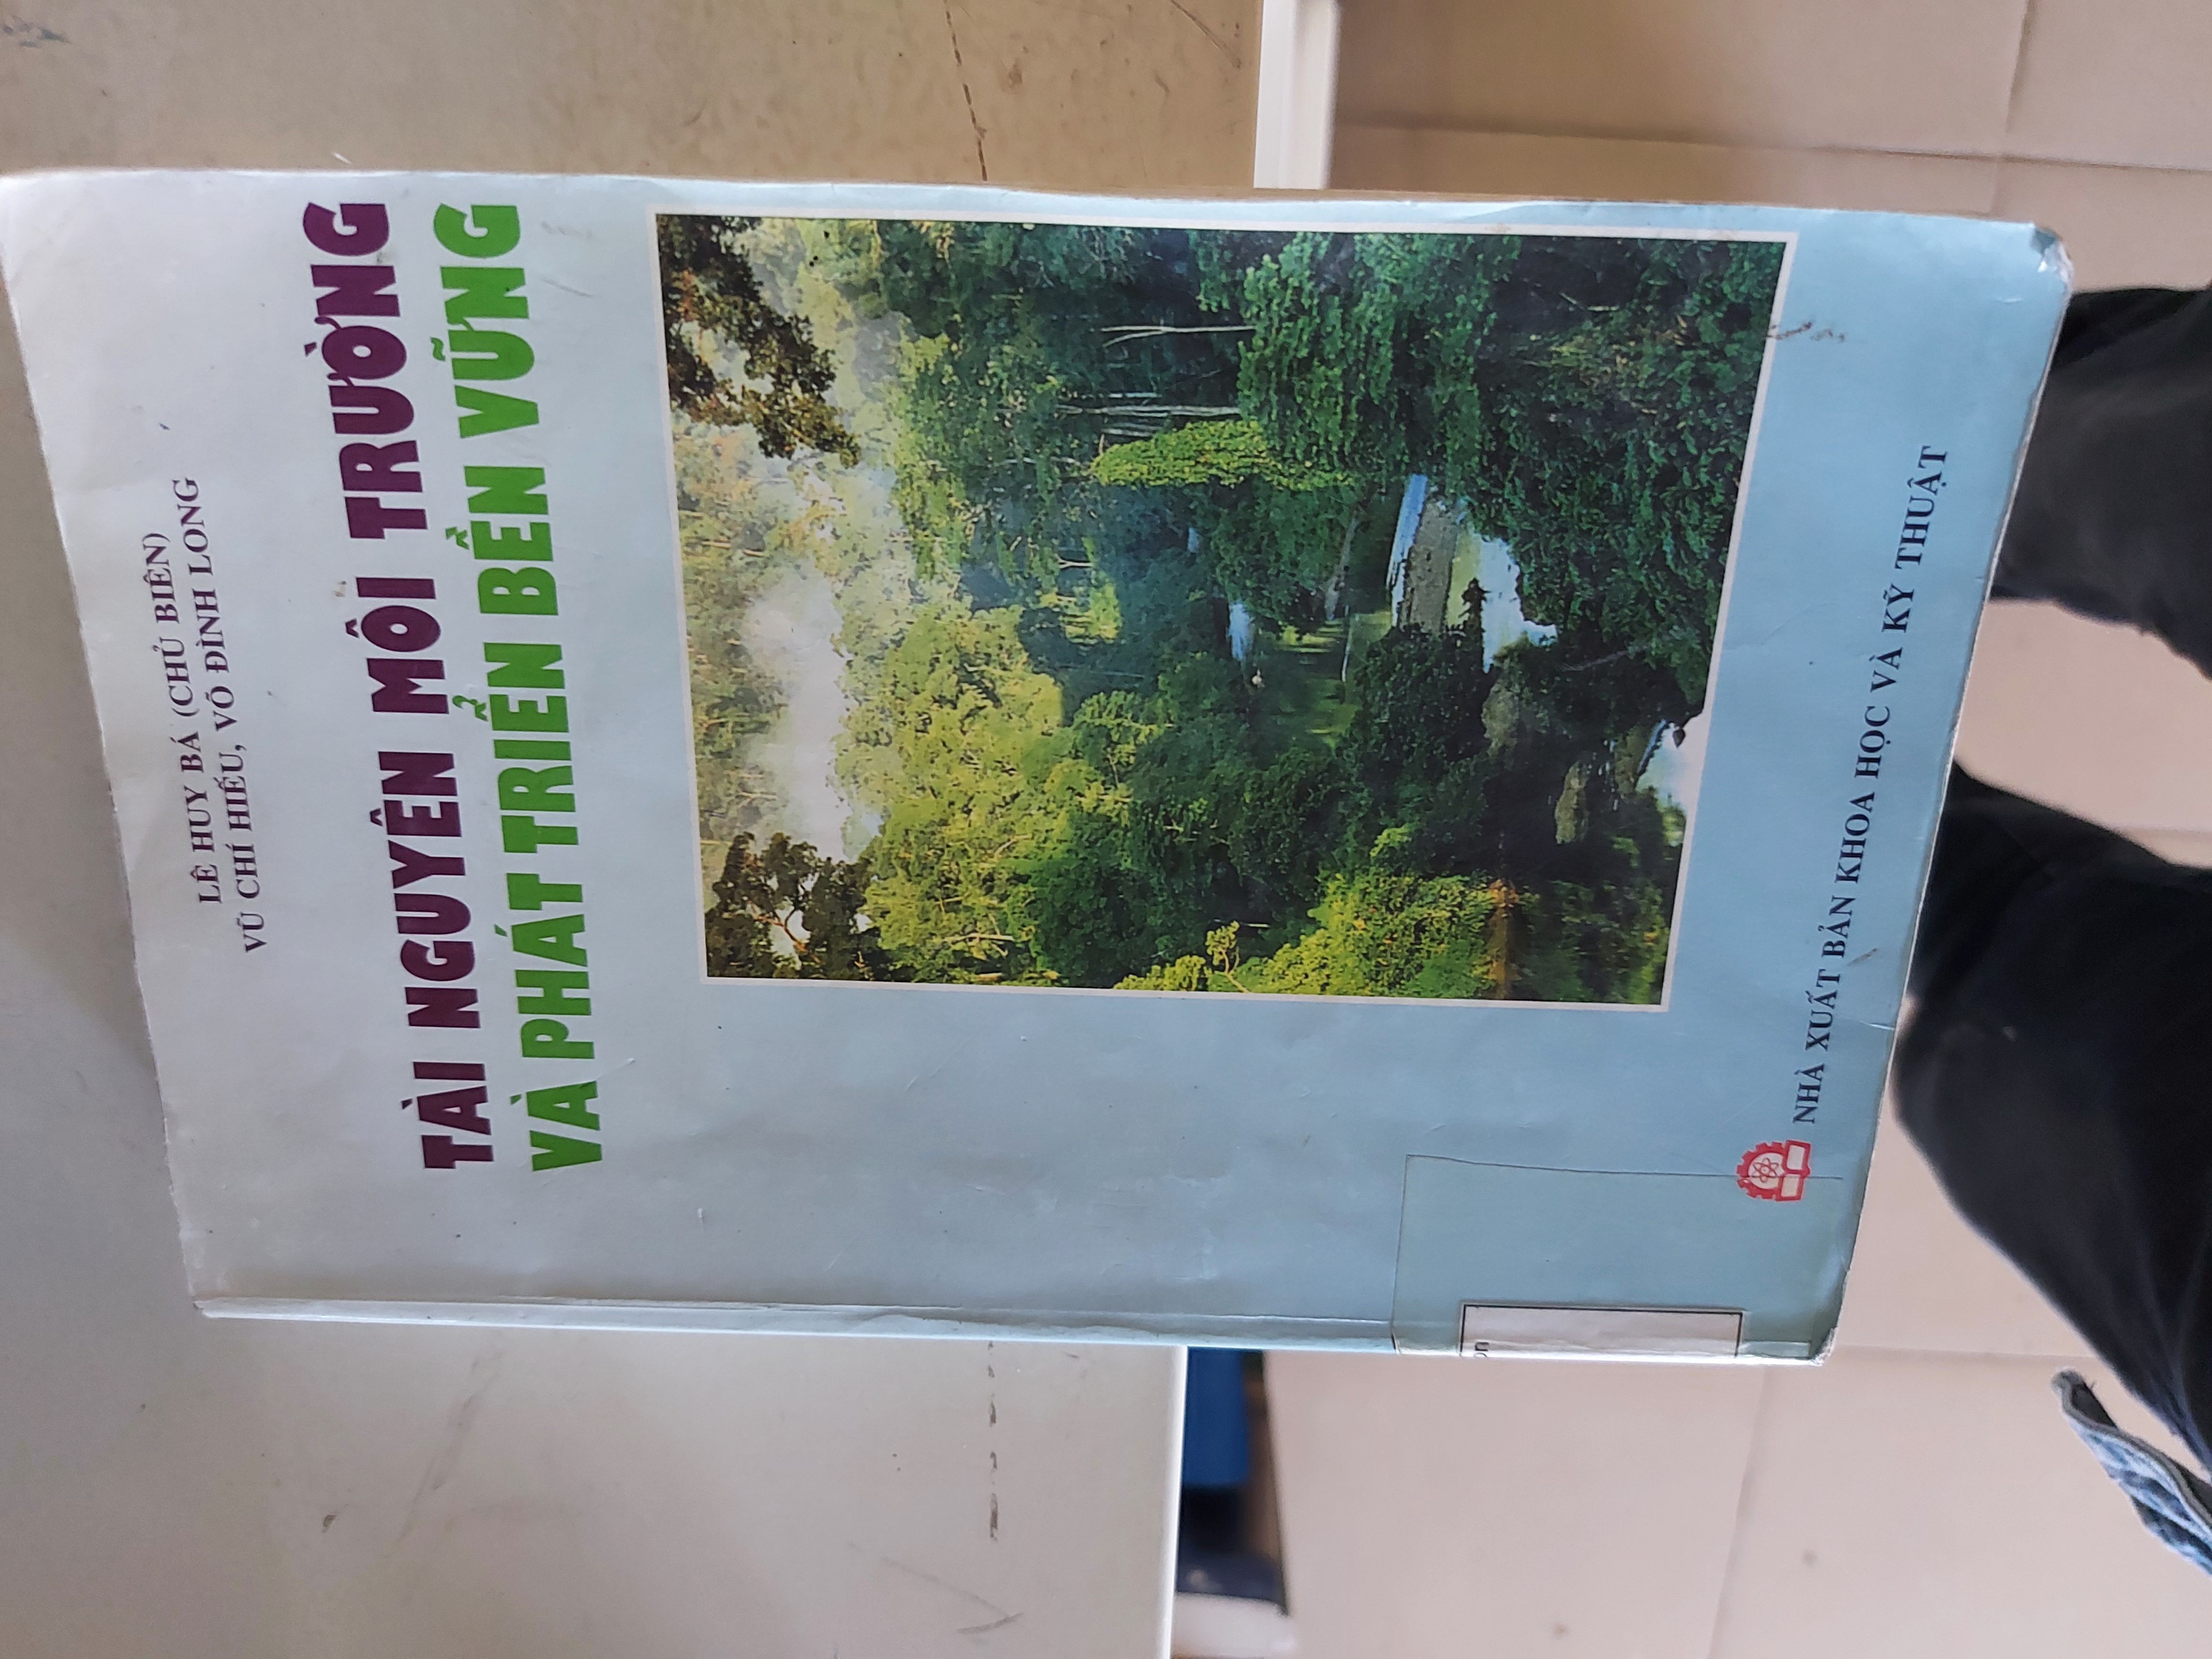 LÊ HUY BÁ (CHỦ BIÊN)
VŨ CHÍ HIẾU, VÕ ĐÌNH LONG
TÀI NGUYÊN MÔI TRƯỜNG
VÀ PHÁT TRIỂN BỀN VỮNG
on
NHÀ XUẤT BẢN KHOA HỌC VÀ KỸ THUẬT